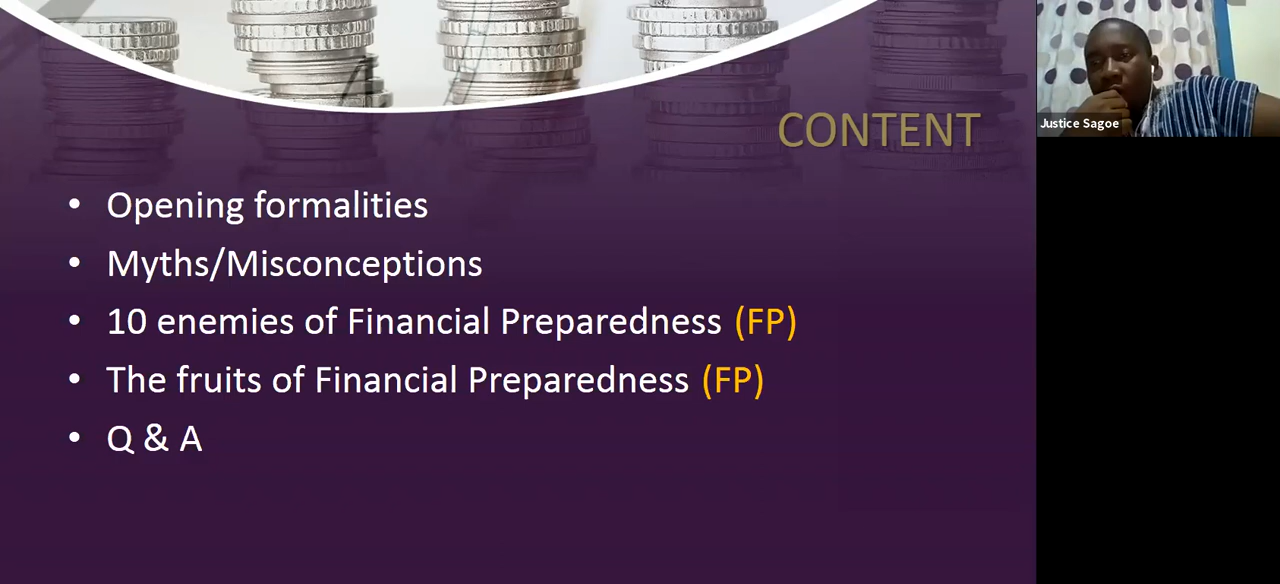 CONTENT
• Opening formalities
• Myths/Misconceptions
• 10 enemies of Financial Preparedness (FP)
• The fruits of Financial Preparedness (FP)
• Q & A
Justice Sagoe